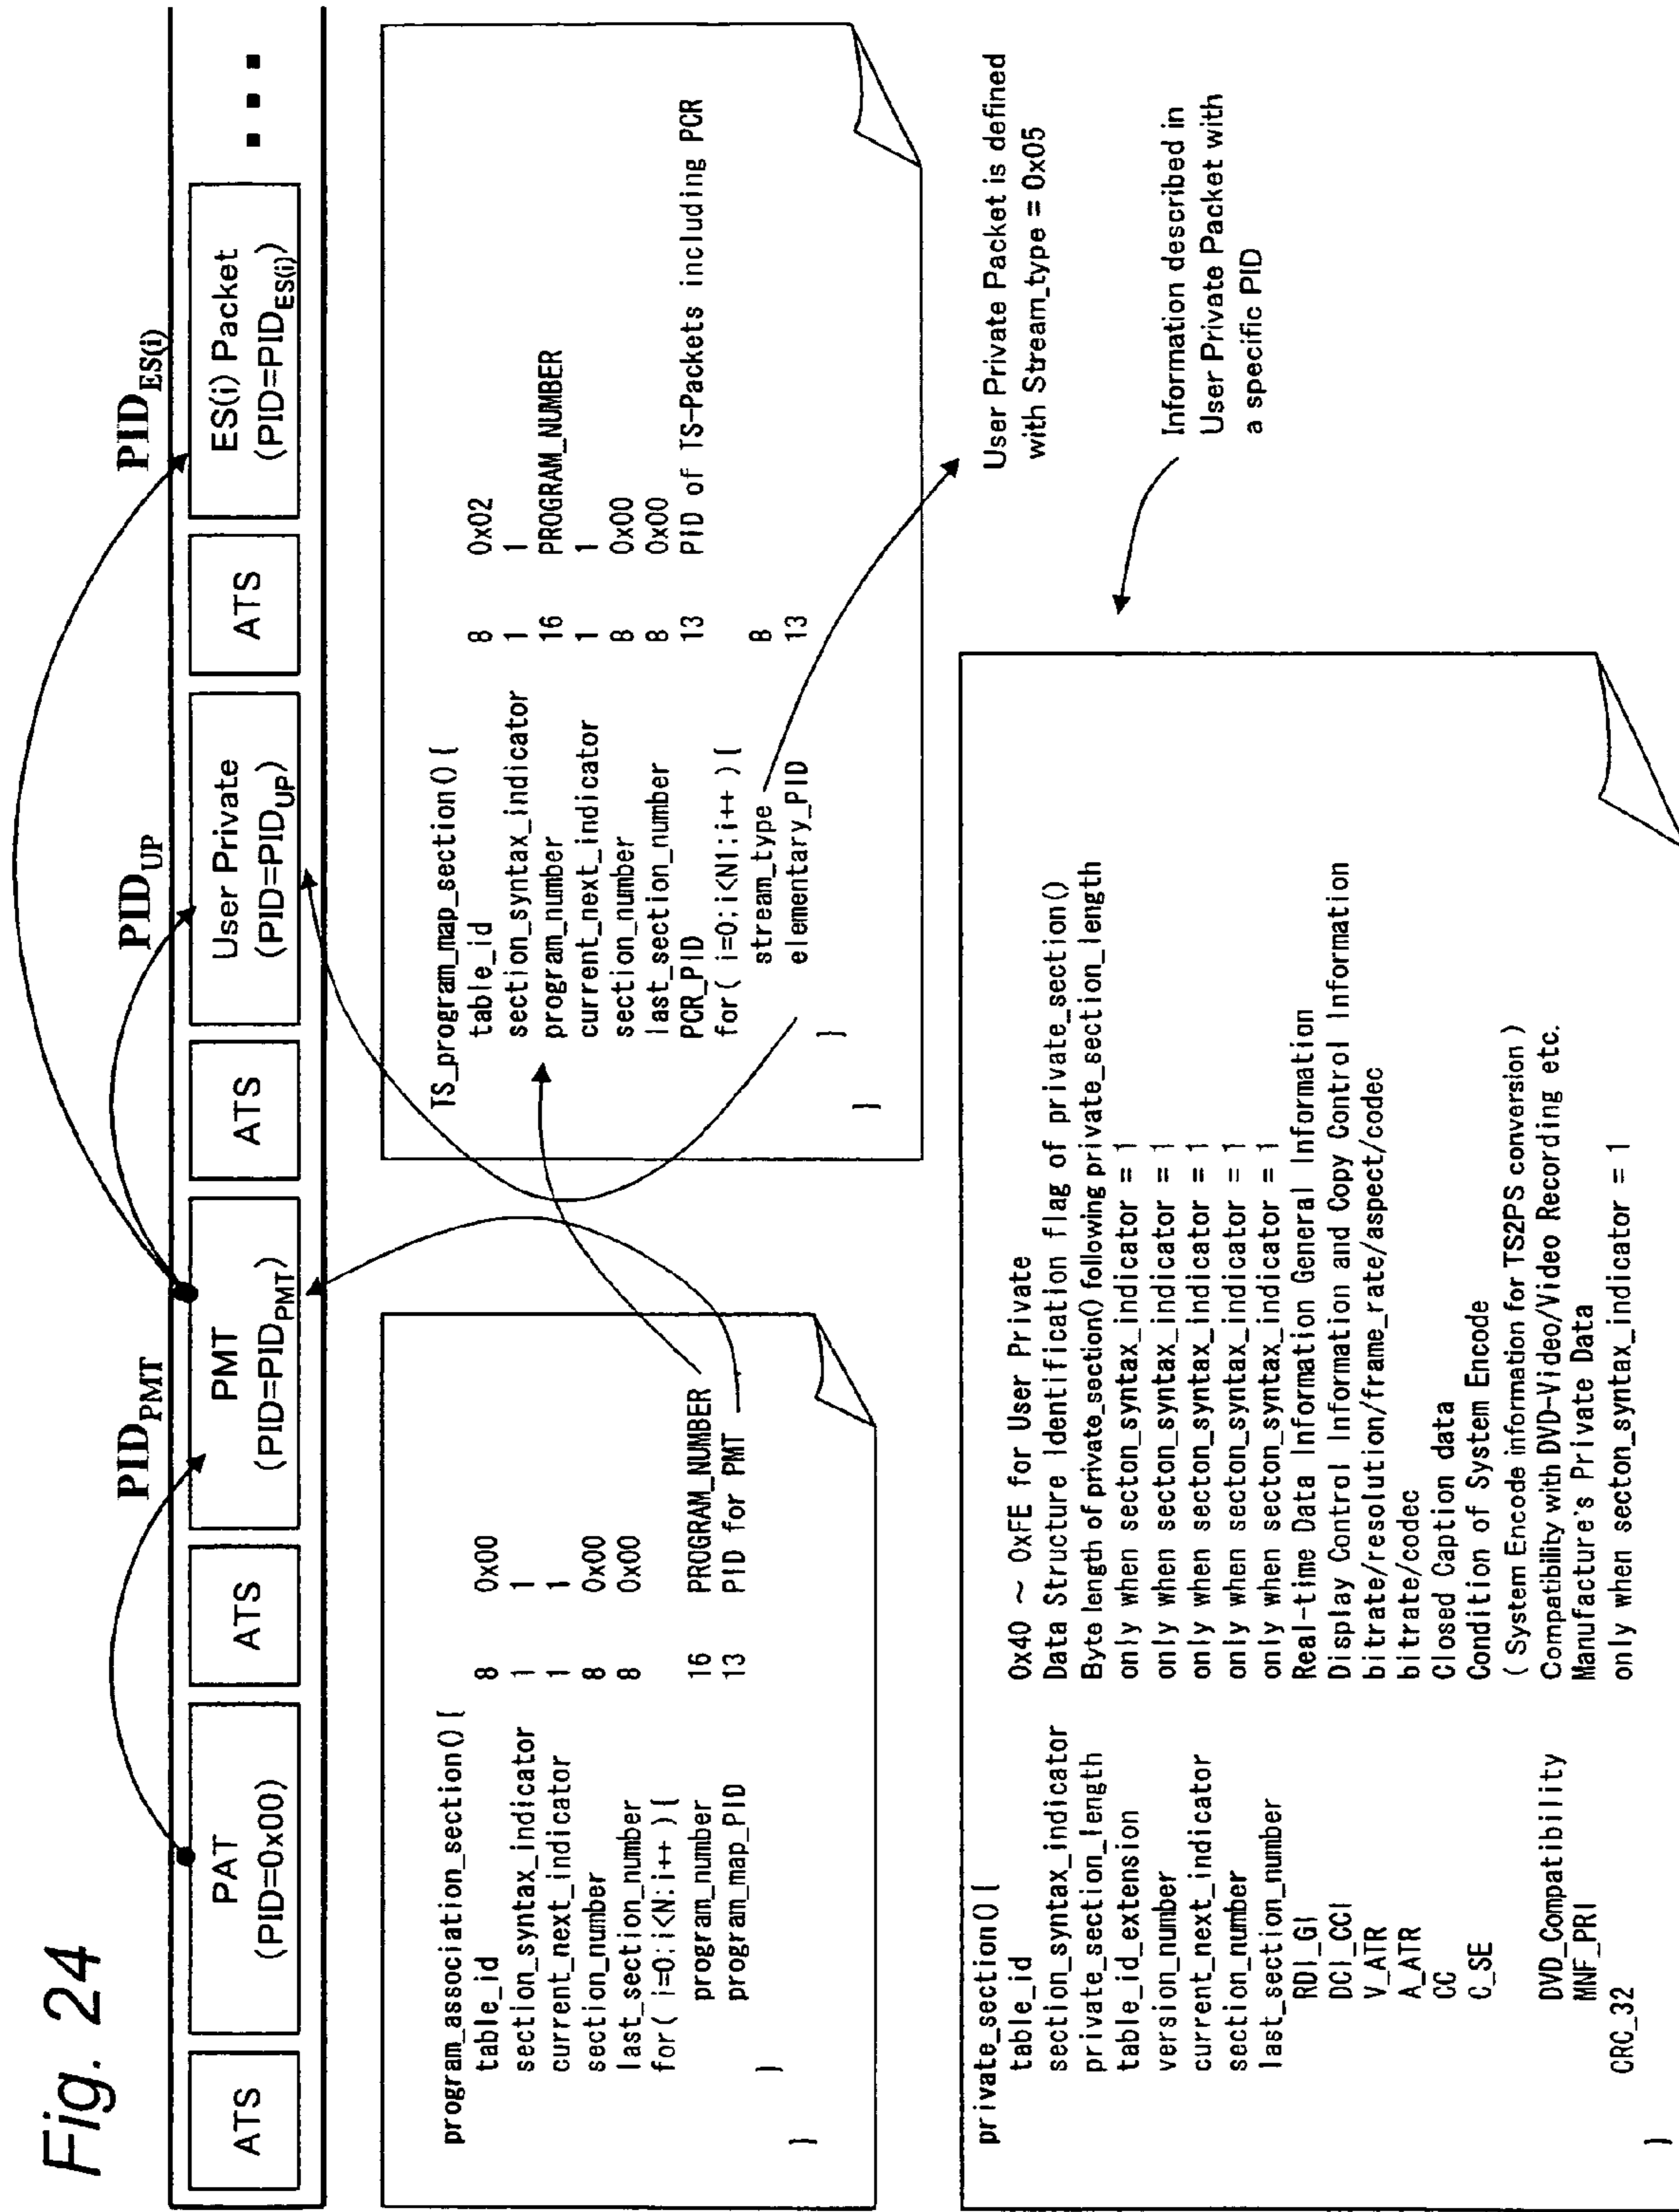 Fig. 24
PID_PMT PID_UP PID_ES(i)
ATS PAT (PID=0x00) ATS PMT (PID=PID_PMT) ATS User Private (PID=PID_UP) ATS ES(i) Packet (PID=PID_ES(i)) ■ ■ ■
program_association_section() {
table_id 8 0x00
section_syntax_indicator 1 1
current_next_indicator 1 1
section_number 8 0x00
last_section_number 8 0x00
for( i=0;i<N;i++ ){
program_number 16 PROGRAM_NUMBER
program_map_PID 13 PID for PMT
}
TS_program_map_section() {
table_id 8 0x02
section_syntax_indicator 1 1
program_number 16 PROGRAM_NUMBER
current_next_indicator 1 1
section_number 8 0x00
last_section_number 8 0x00
PCR_PID 13 PID of TS-Packets including PCR
for( i=0;i<N1;i++ ) {
stream_type 8
elementary_PID 13
}
}
User Private Packet is defined
with Stream_type = 0x05
Information described in
User Private Packet with
a specific PID
private_section() {
table_id 0x40 ~ 0xFE for User Private
section_syntax_indicator Data Structure Identification flag of private_section()
private_section_length Byte length of private_section() following private_section_length
table_id_extension only when secton_syntax_indicator = 1
version_number only when secton_syntax_indicator = 1
current_next_indicator only when secton_syntax_indicator = 1
section_number only when secton_syntax_indicator = 1
last_section_number only when secton_syntax_indicator = 1
RDI_GI Real-time Data Information General Information
DCI_CCI Display Control Information and Copy Control Information
V_ATR bitrate/resolution/frame_rate/aspect/codec
A_ATR bitrate/codec
CC Closed Caption data
C_SE Condition of System Encode
( System Encode information for TS2PS conversion )
DVD_Compatibility Compatibility with DVD-Video/Video Recording etc.
MNF_PRI Manufacture's Private Data
CRC_32 only when secton_syntax_indicator = 1
}